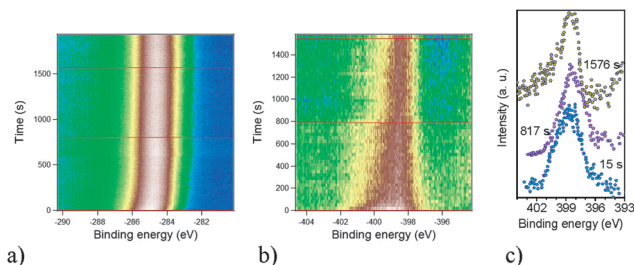 1500
1000
500
0
Time (s)
-290
-288
-286
-284
-282
Binding energy (eV)
a)
1400
1200
1000
800
600
400
200
0
Time (s)
-404
-402
-400
-398
-396
Binding energy (eV)
b)
Intensity (a. u.)
1576 s
817 s
15 s
402 399 396 393
Binding energy (eV)
c)